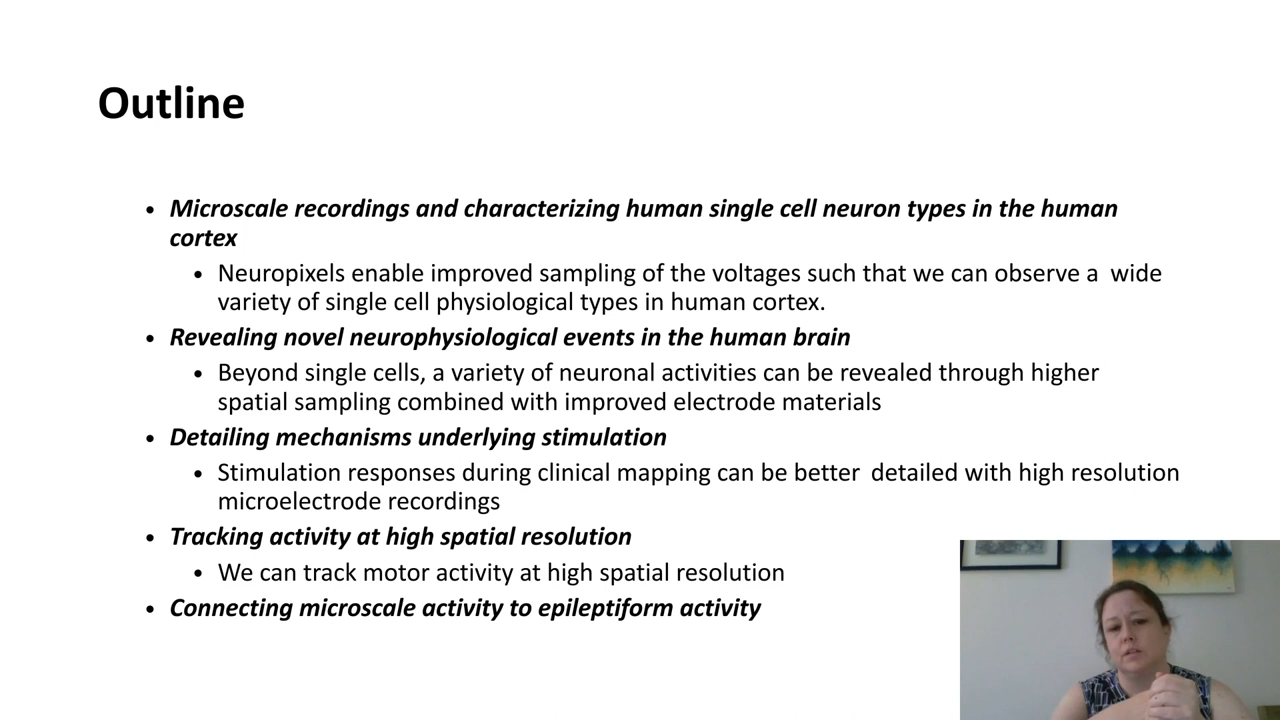 Outline
• Microscale recordings and characterizing human single cell neuron types in the human
cortex
• Neuropixels enable improved sampling of the voltages such that we can observe a  wide
variety of single cell physiological types in human cortex.
• Revealing novel neurophysiological events in the human brain
• Beyond single cells, a variety of neuronal activities can be revealed through higher
spatial sampling combined with improved electrode materials
• Detailing mechanisms underlying stimulation
• Stimulation responses during clinical mapping can be better  detailed with high resolution
microelectrode recordings
• Tracking activity at high spatial resolution
• We can track motor activity at high spatial resolution
• Connecting microscale activity to epileptiform activity